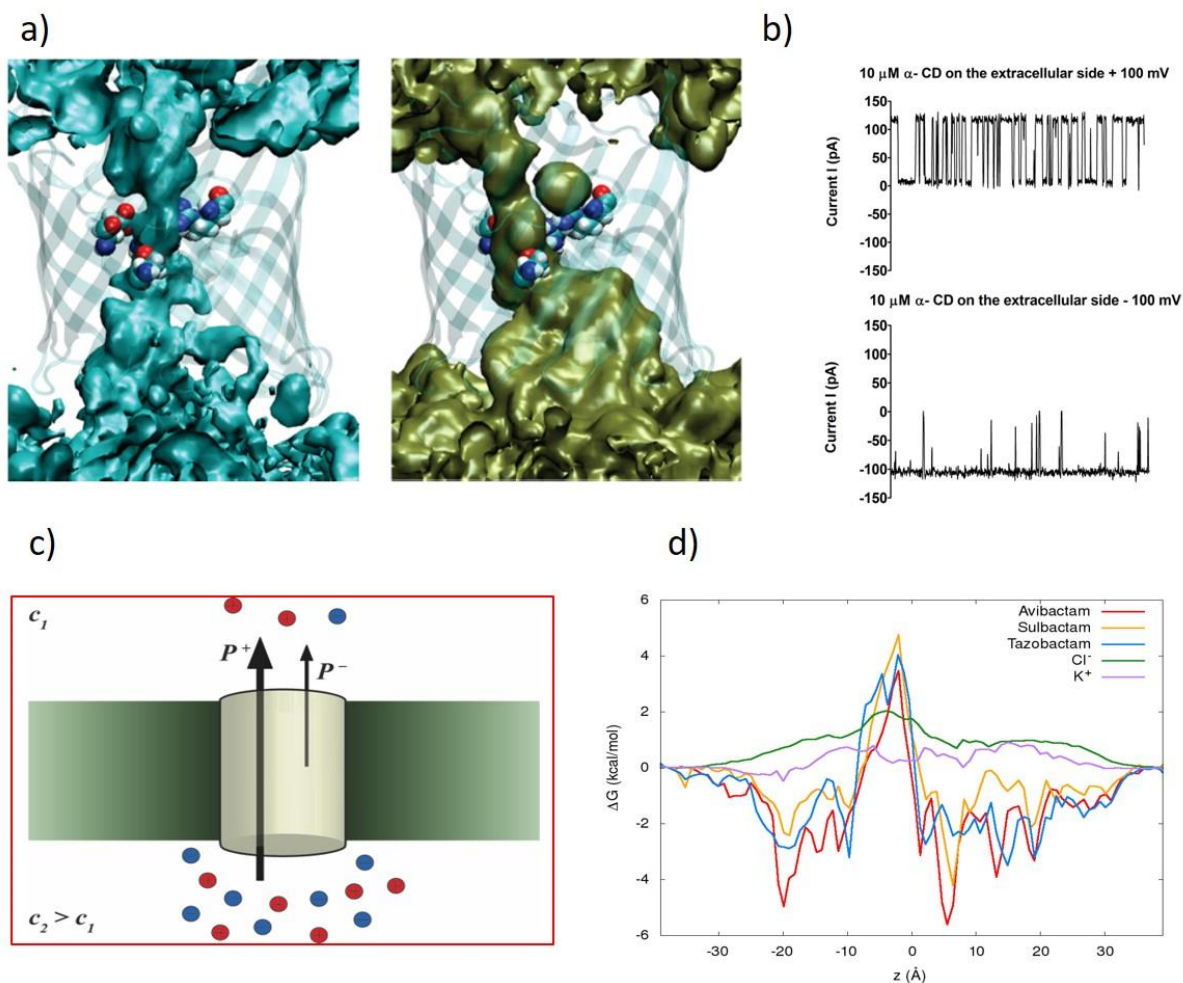 a)
b)
10 µM α- CD on the extracellular side + 100 mV
Current I (pA)
150
100
50
0
-50
-100
-150
10 µM α- CD on the extracellular side - 100 mV
Current I (pA)
150
100
50
0
-50
-100
-150
c)
c₁
P⁺
P⁻
c₂ > c₁
d)
ΔG (kcal/mol)
6
4
2
0
-2
-4
-6
Avibactam
Sulbactam
Tazobactam
Cl⁻
K⁺
-30 -20 -10 0 10 20 30
z (Å)